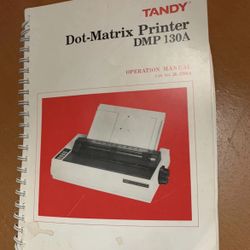 TANDY
Dot-Matrix Printer
DMP 130A
OPERATION MANUAL